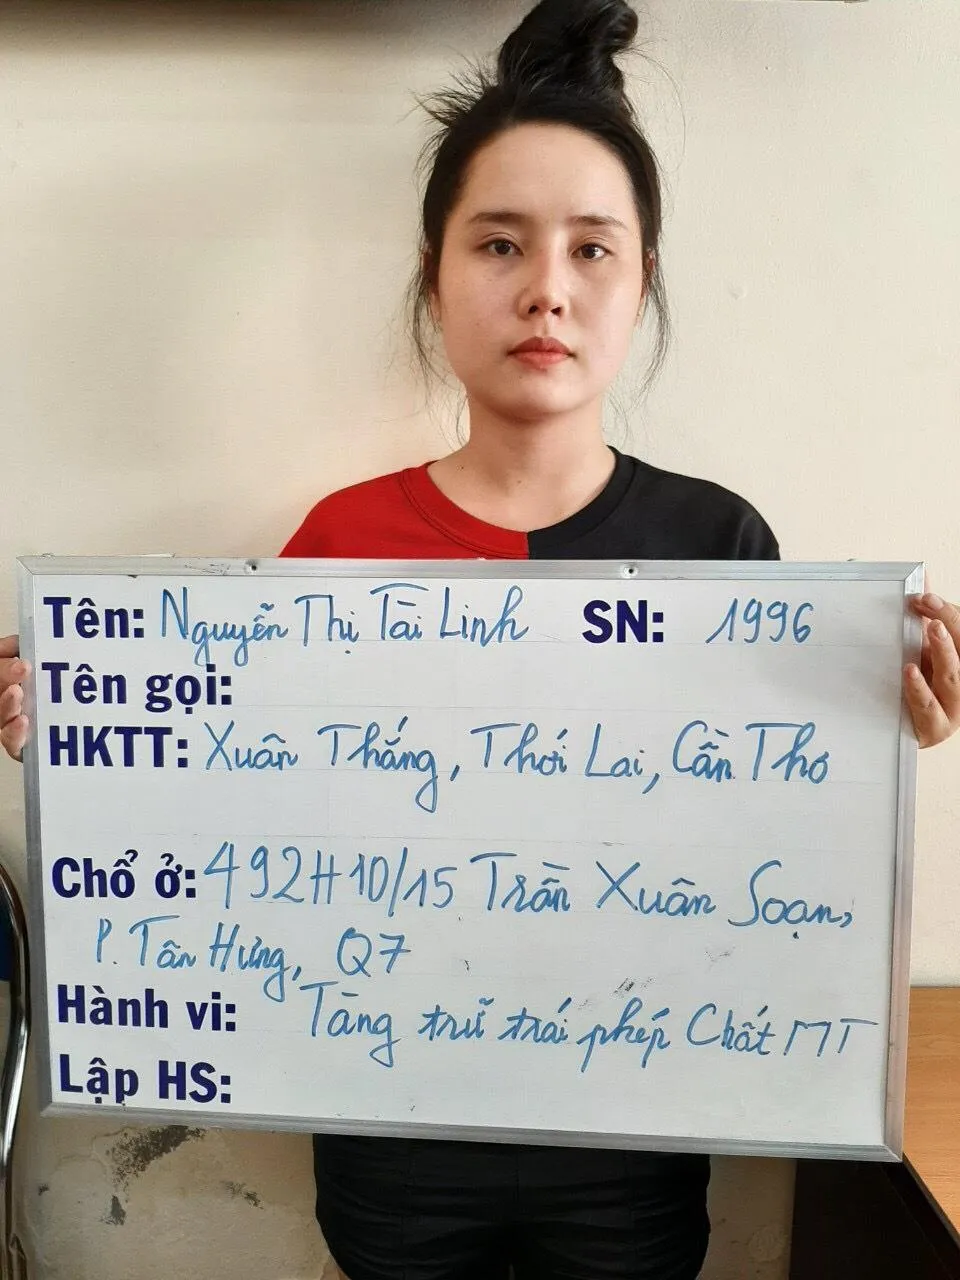 Tên: Nguyễn Thị Tài Linh SN: 1996
Tên gọi:
HKTT: Xuân Thắng, Thới Lai, Cần Thơ
Chổ ở: 492H10/15 Trần Xuân Soạn,
P. Tân Hưng, Q7
Hành vi: Tàng trữ trái phép Chất MT
Lập HS: